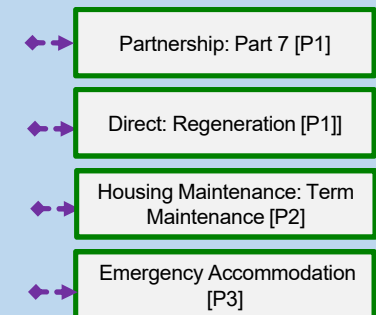 Partnership: Part 7 [P1]
Direct: Regeneration [P1]]
Housing Maintenance: Term
Maintenance [P2]
Emergency Accommodation
[P3]